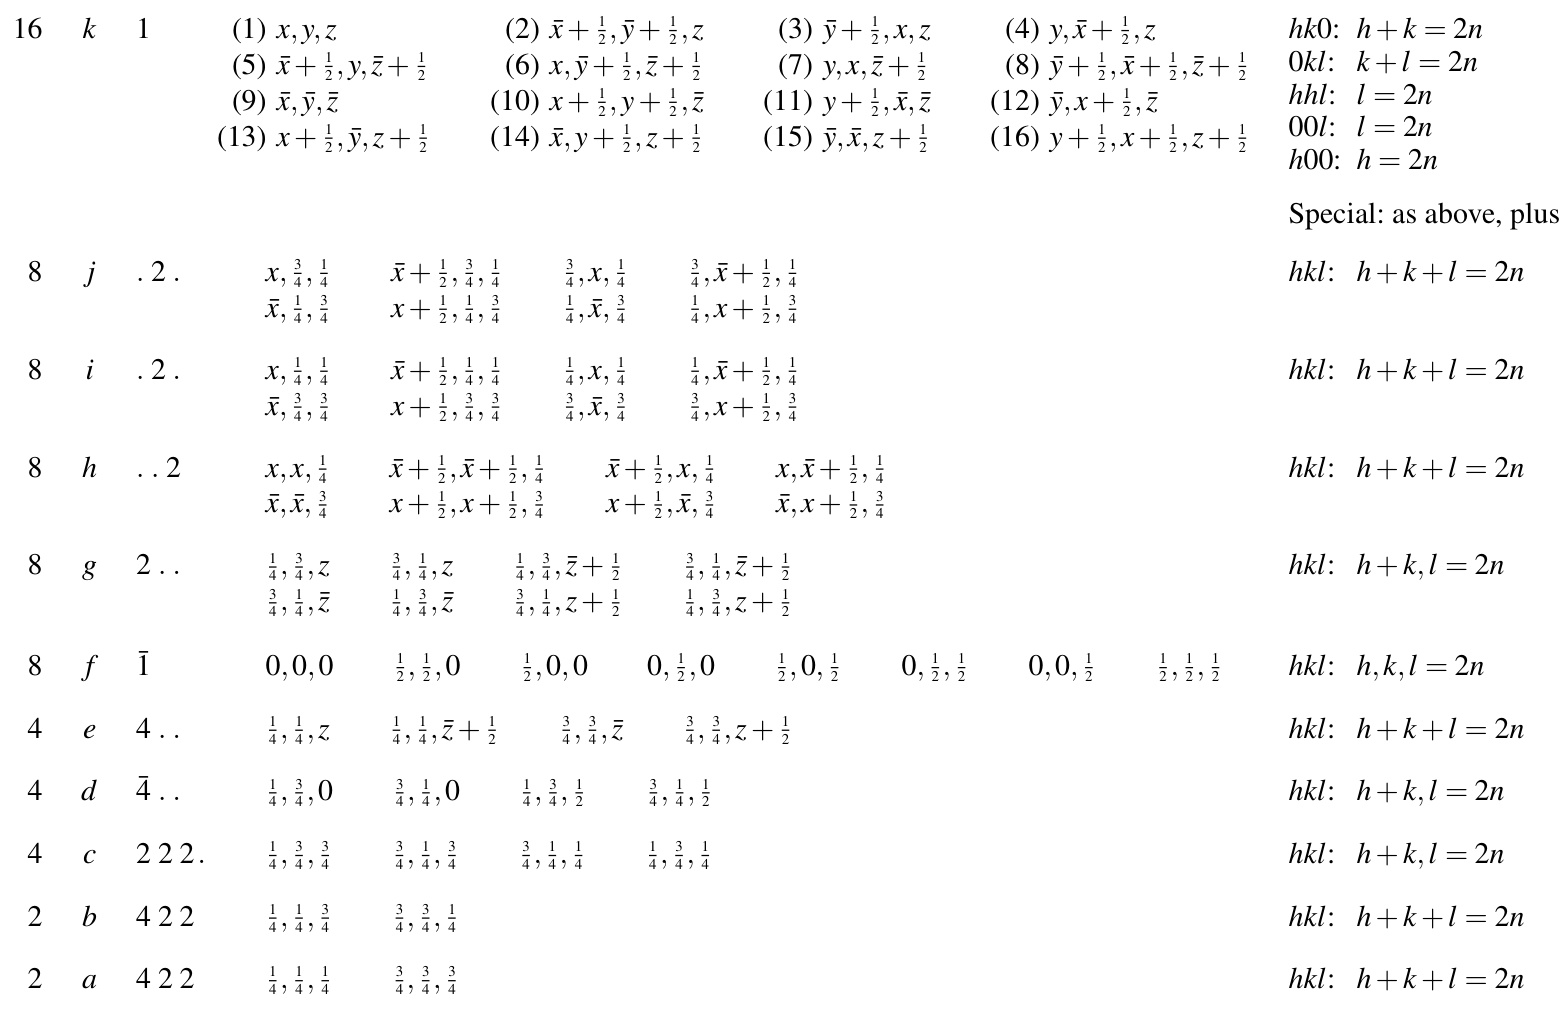 16 k 1 (1) x,y,z (2) x̄+½,ȳ+½,z (3) ȳ+½,x,z (4) y,x̄+½,z hk0: h+k=2n
(5) x̄+½,y,z̄+½ (6) x,ȳ+½,z̄+½ (7) y,x,z̄+½ (8) ȳ+½,x̄+½,z̄+½ 0kl: k+l=2n
(9) x̄,ȳ,z̄ (10) x+½,y+½,z̄ (11) y+½,x̄,z̄ (12) ȳ,x+½,z̄ hhl: l=2n
(13) x+½,ȳ,z+½ (14) x̄,y+½,z+½ (15) ȳ,x̄,z+½ (16) y+½,x+½,z+½ 00l: l=2n
h00: h=2n
Special: as above, plus
8 j .2. x,¾,¼ x̄+½,¾,¼ ¾,x,¼ ¾,x̄+½,¼ hkl: h+k+l=2n
x̄,¼,¾ x+½,¼,¾ ¼,x̄,¾ ¼,x+½,¾
8 i .2. x,¼,¼ x̄+½,¼,¼ ¼,x,¼ ¼,x̄+½,¼ hkl: h+k+l=2n
x̄,¾,¾ x+½,¾,¾ ¾,x̄,¾ ¾,x+½,¾
8 h ..2 x,x,¼ x̄+½,x̄+½,¼ x̄+½,x,¼ x,x̄+½,¼ hkl: h+k+l=2n
x̄,x̄,¾ x+½,x+½,¾ x+½,x̄,¾ x̄,x+½,¾
8 g 2.. ¼,¾,z ¾,¼,z ¼,¾,z̄+½ ¾,¼,z̄+½ hkl: h+k,l=2n
¾,¼,z̄ ¼,¾,z̄ ¾,¼,z+½ ¼,¾,z+½
8 f 1̄ 0,0,0 ½,½,0 ½,0,0 0,½,0 ½,0,½ 0,½,½ 0,0,½ ½,½,½ hkl: h,k,l=2n
4 e 4.. ¼,¼,z ¼,¼,z̄+½ ¾,¾,z̄ ¾,¾,z+½ hkl: h+k+l=2n
4 d 4̄.. ¼,¾,0 ¾,¼,0 ¼,¾,½ ¾,¼,½ hkl: h+k,l=2n
4 c 222. ¼,¾,¾ ¾,¼,¾ ¾,¼,¼ ¼,¾,¼ hkl: h+k,l=2n
2 b 422 ¼,¼,¾ ¾,¾,¼ hkl: h+k+l=2n
2 a 422 ¼,¼,¼ ¾,¾,¾ hkl: h+k+l=2n